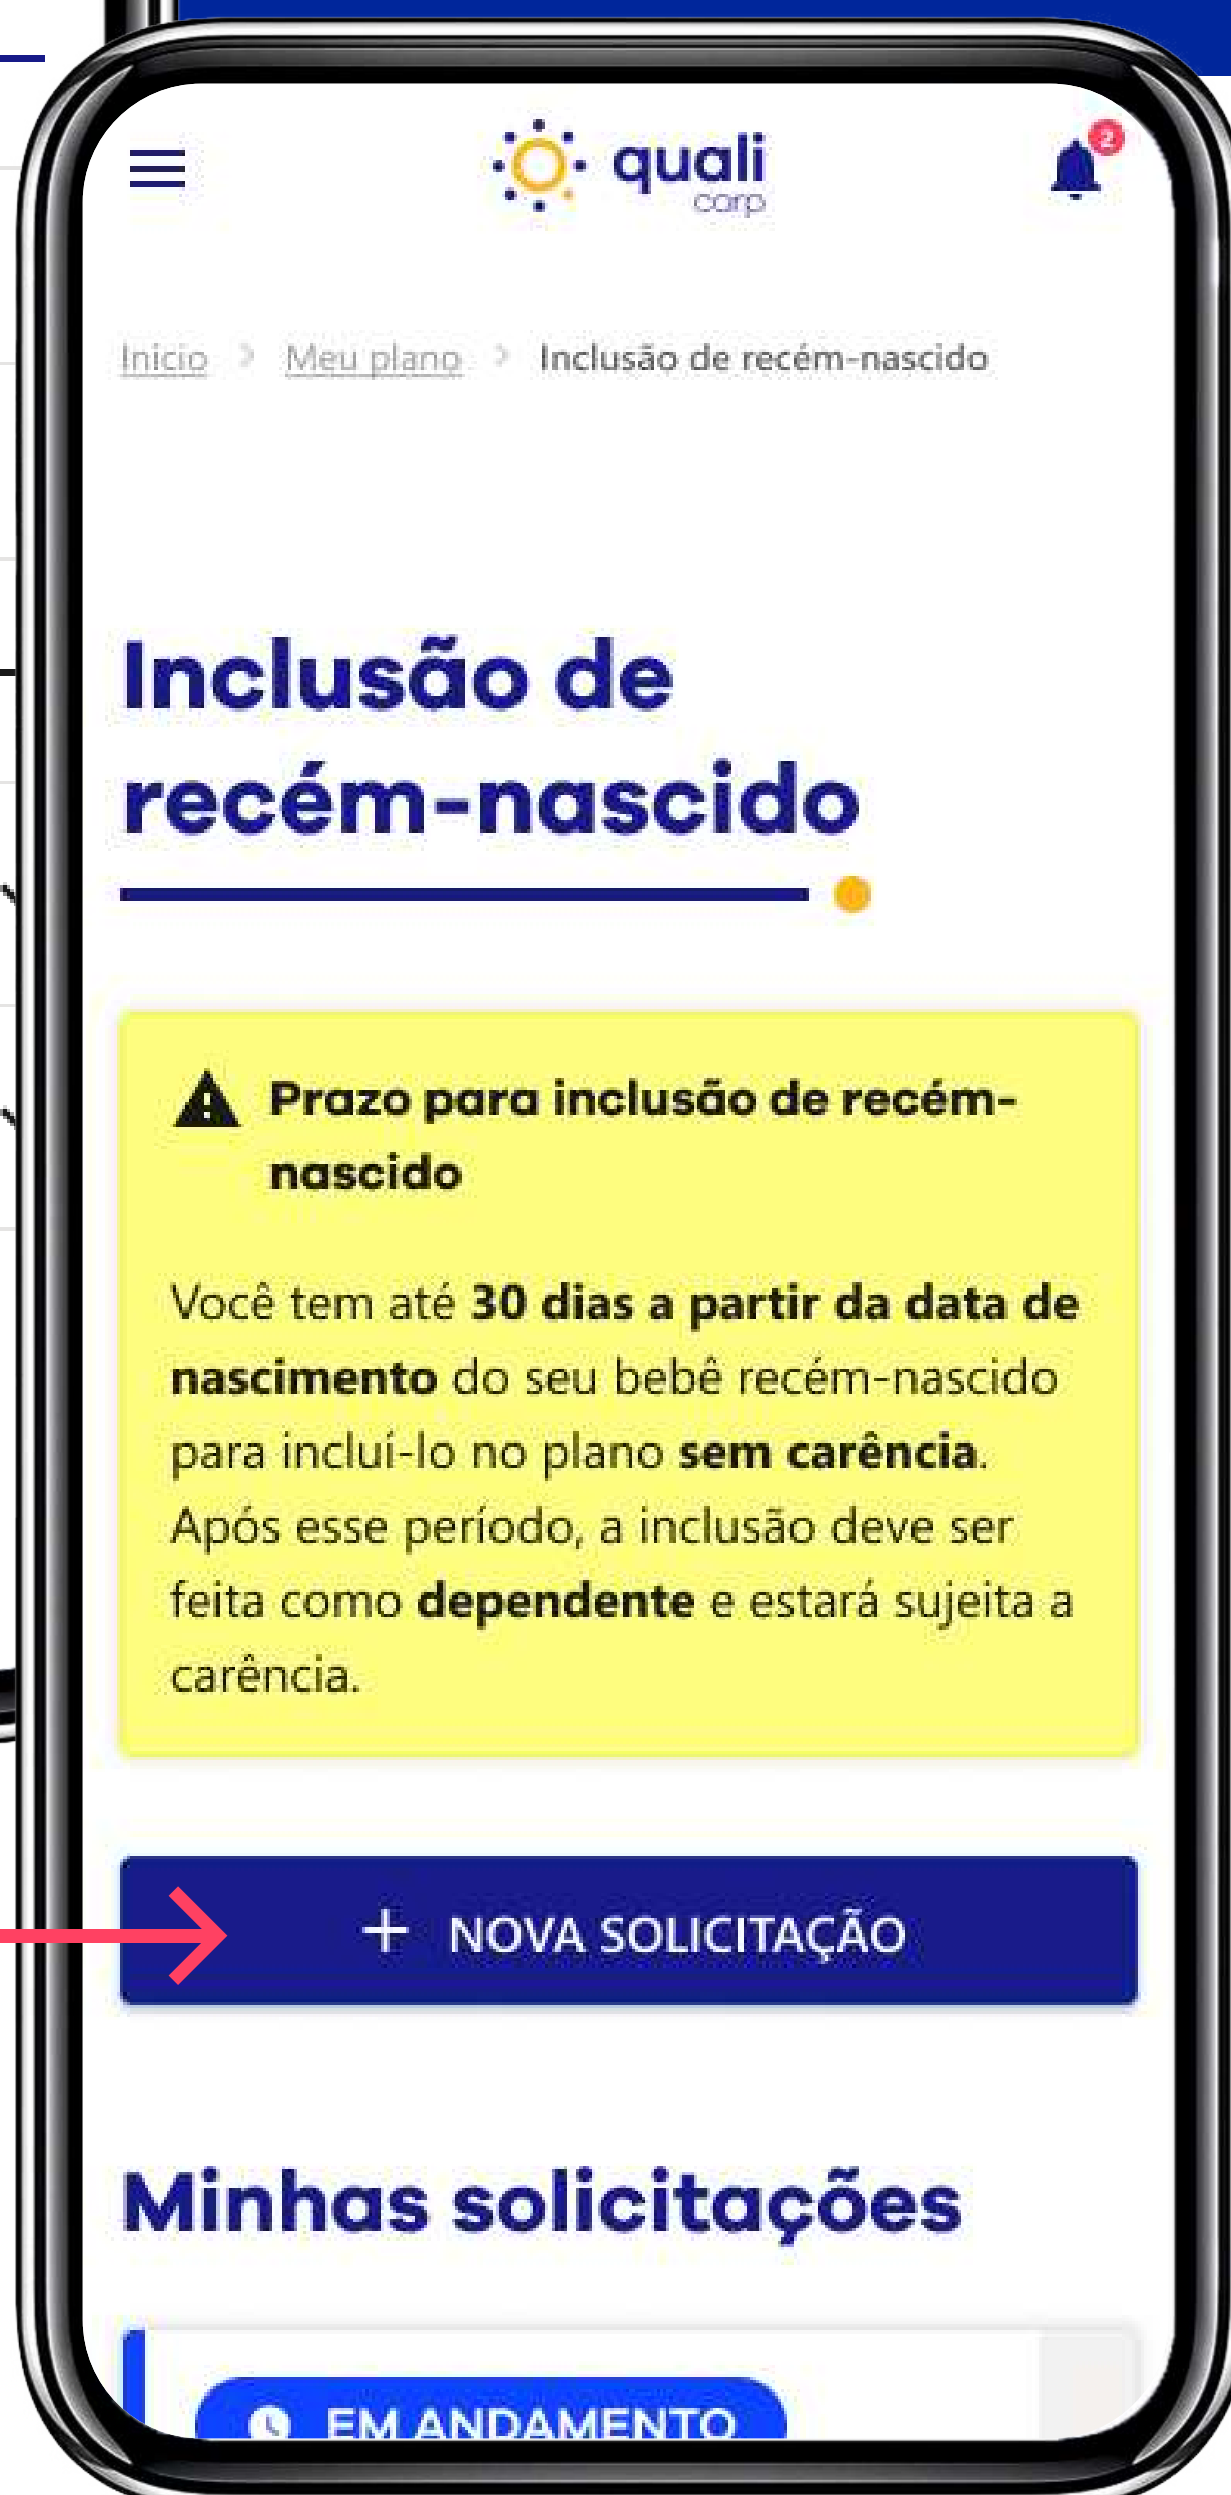 quali
corp
2
Início > Meu plano > Inclusão de recém-nascido
Inclusão de
recém-nascido
Prazo para inclusão de recém-
nascido
Você tem até 30 dias a partir da data de
nascimento do seu bebê recém-nascido
para incluí-lo no plano sem carência.
Após esse período, a inclusão deve ser
feita como dependente e estará sujeita a
carência.
+ NOVA SOLICITAÇÃO
Minhas solicitações
EM ANDAMENTO